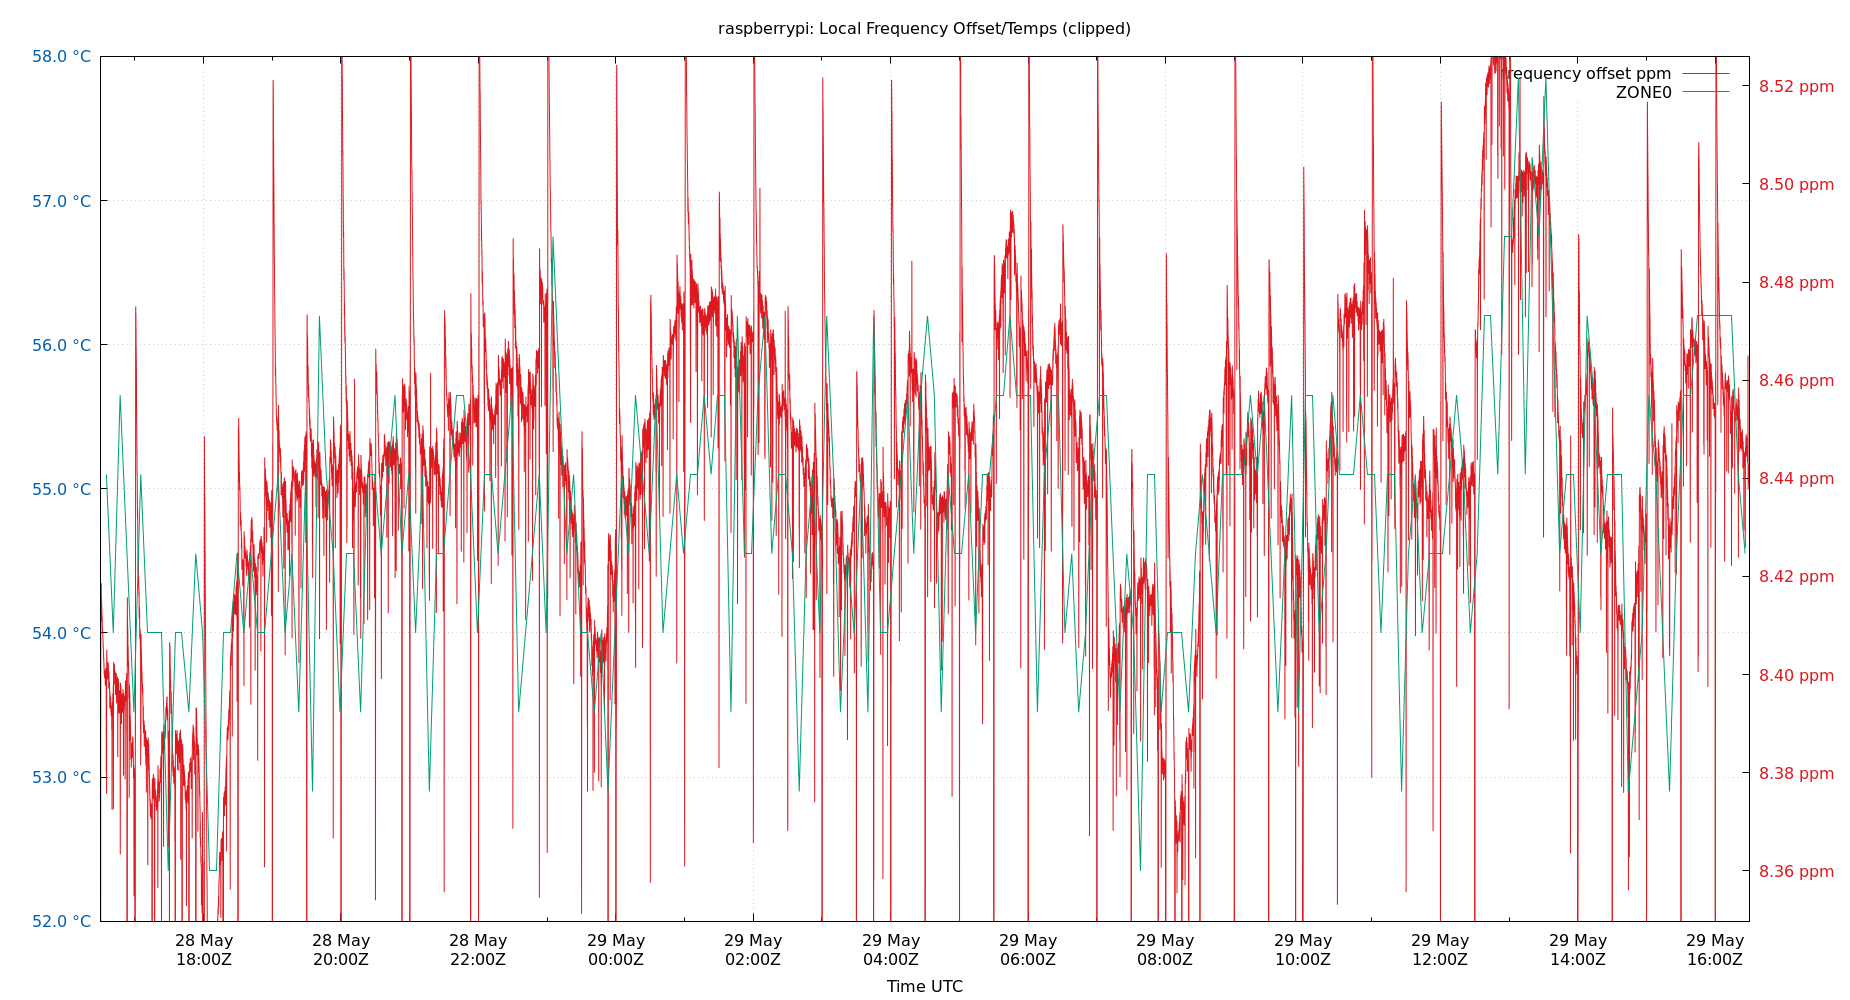 raspberrypi: Local Frequency Offset/Temps (clipped)
58.0 °C
57.0 °C
56.0 °C
55.0 °C
54.0 °C
53.0 °C
52.0 °C
frequency offset ppm
ZONE0
8.52 ppm
8.50 ppm
8.48 ppm
8.46 ppm
8.44 ppm
8.42 ppm
8.40 ppm
8.38 ppm
8.36 ppm
28 May
18:00Z
28 May
20:00Z
28 May
22:00Z
29 May
00:00Z
29 May
02:00Z
29 May
04:00Z
29 May
06:00Z
29 May
08:00Z
29 May
10:00Z
29 May
12:00Z
29 May
14:00Z
29 May
16:00Z
Time UTC